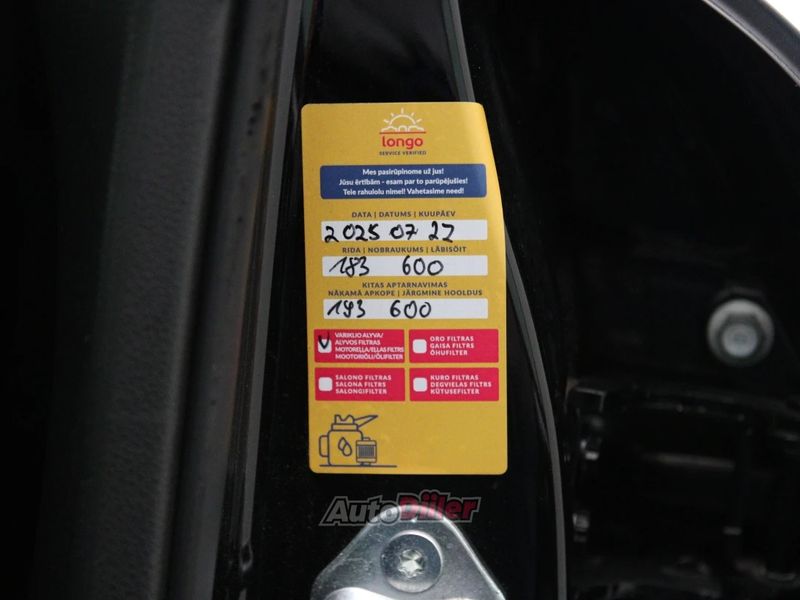 longo
SERVICE VERIFIED
Mes pasirūpinome už jus!
Jūsu ērtībām - esam par to parūpējušies!
Teie rahulolu nimel! Vahetasime need!
DATA | DATUMS | KUUPÄEV
2025 07 22
RIDA | NOBRAUKUMS | LÄBISÕIT
183 600
KITAS APTARNAVIMAS
NĀKAMĀ APKOPE | JÄRGMINE HOOLDUS
193 600
VARIKLIO ALYVA/
ALYVOS FILTRAS
MOTORELLA/ELLAS FILTRS
MOOTORIÕLI/ÕLIFILTER
ORO FILTRAS
GAISA FILTRS
ÕHUFILTER
SALONO FILTRAS
SALONA FILTRS
SALONGIFILTER
KURO FILTRAS
DEGVIELAS FILTRS
KÜTUSEFILTER
AutoDiiler